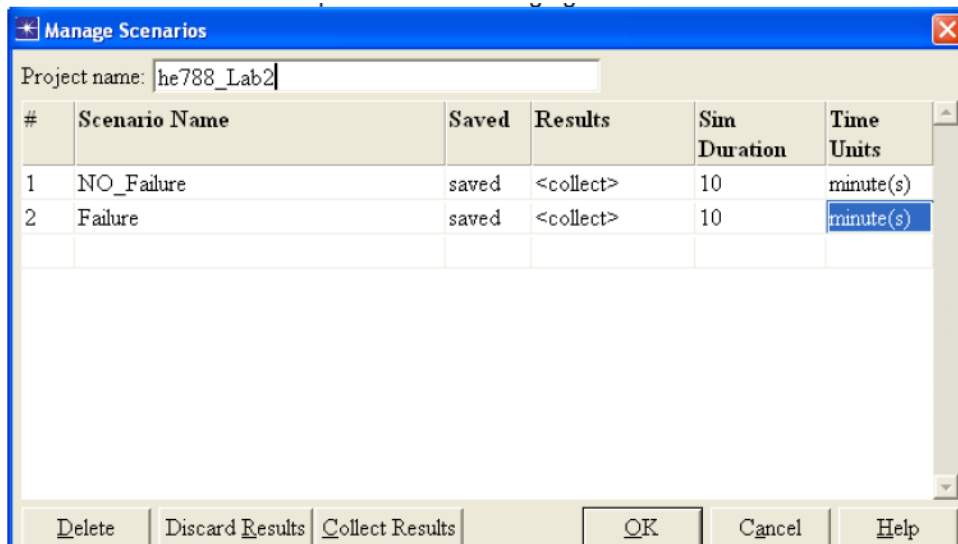 Manage Scenarios
Project name: he788_Lab2
# Scenario Name Saved Results Sim Duration Time Units
1 NO_Failure saved <collect> 10 minute(s)
2 Failure saved <collect> 10 minute(s)
Delete Discard Results Collect Results OK Cancel Help